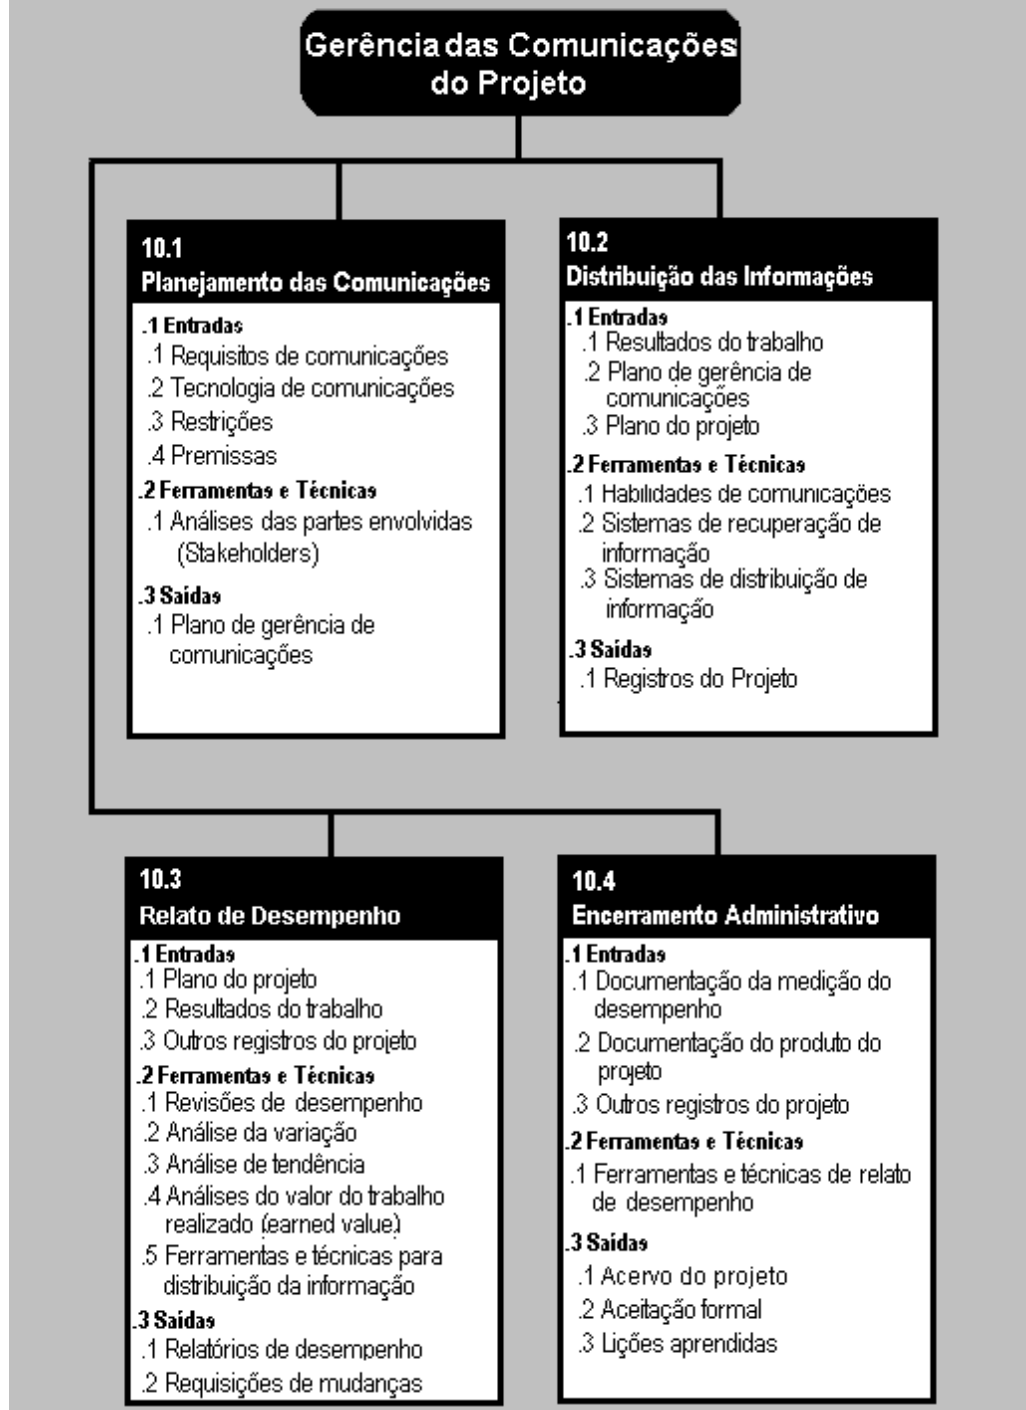 Gerência das Comunicações
do Projeto
10.1
Planejamento das Comunicações
.1 Entradas
.1 Requisitos de comunicações
.2 Tecnologia de comunicações
.3 Restrições
.4 Premissas
.2 Ferramentas e Técnicas
.1 Análises das partes envolvidas
(Stakeholders)
.3 Saídas
.1 Plano de gerência de
comunicações
10.2
Distribuição das Informações
.1 Entradas
.1 Resultados do trabalho
.2 Plano de gerência de
comunicações
.3 Plano do projeto
.2 Ferramentas e Técnicas
.1 Habilidades de comunicações
.2 Sistemas de recuperação de
informação
.3 Sistemas de distribuição de
informação
.3 Saídas
.1 Registros do Projeto
10.3
Relato de Desempenho
.1 Entradas
.1 Plano do projeto
.2 Resultados do trabalho
.3 Outros registros do projeto
.2 Ferramentas e Técnicas
.1 Revisões de desempenho
.2 Análise da variação
.3 Análise de tendência
.4 Análises do valor do trabalho
realizado (earned value)
.5 Ferramentas e técnicas para
distribuição da informação
.3 Saídas
.1 Relatórios de desempenho
.2 Requisições de mudanças
10.4
Encerramento Administrativo
.1 Entradas
.1 Documentação da medição do
desempenho
.2 Documentação do produto do
projeto
.3 Outros registros do projeto
.2 Ferramentas e Técnicas
.1 Ferramentas e técnicas de relato
de desempenho
.3 Saídas
.1 Acervo do projeto
.2 Aceitação formal
.3 Lições aprendidas